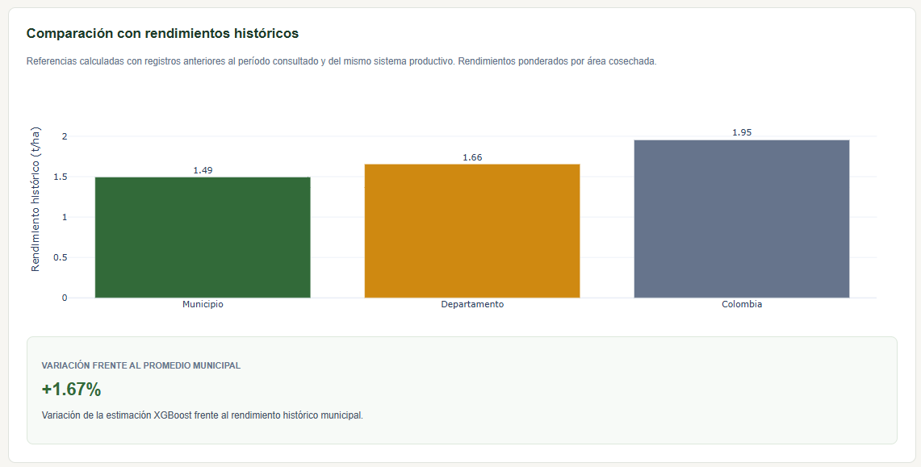 Comparación con rendimientos históricos
Referencias calculadas con registros anteriores al período consultado y del mismo sistema productivo. Rendimientos ponderados por área cosechada.
Rendimiento histórico (t/ha)
2
1.5
1
0.5
0
1.49
1.66
1.95
Municipio
Departamento
Colombia
VARIACIÓN FRENTE AL PROMEDIO MUNICIPAL
+1.67%
Variación de la estimación XGBoost frente al rendimiento histórico municipal.